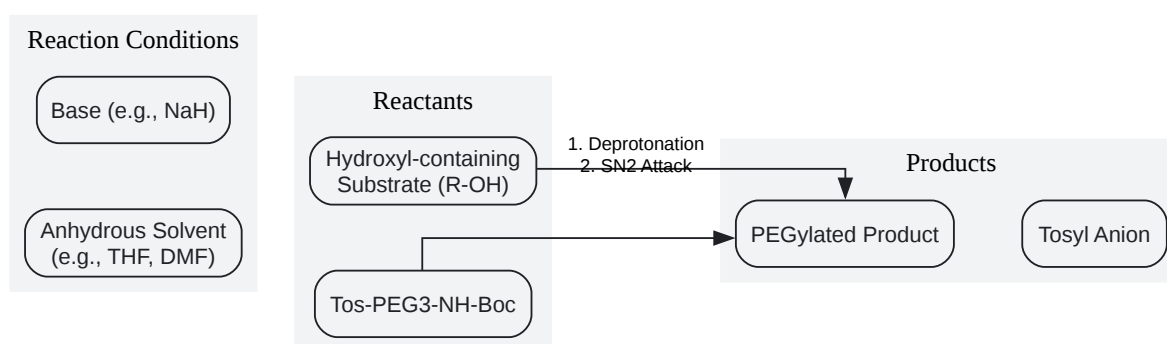 Reaction Conditions
Base (e.g., NaH)
Anhydrous Solvent
(e.g., THF, DMF)
Reactants
Hydroxyl-containing
Substrate (R-OH)
Tos-PEG3-NH-Boc
1. Deprotonation
2. SN2 Attack
Products
PEGylated Product
Tosyl Anion